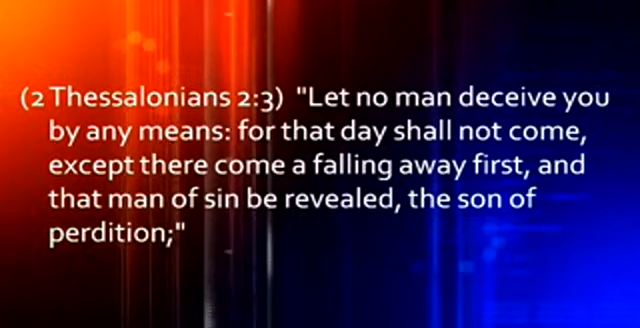 (2 Thessalonians 2:3) "Let no man deceive you
by any means: for that day shall not come,
except there come a falling away first, and
that man of sin be revealed, the son of
perdition;"